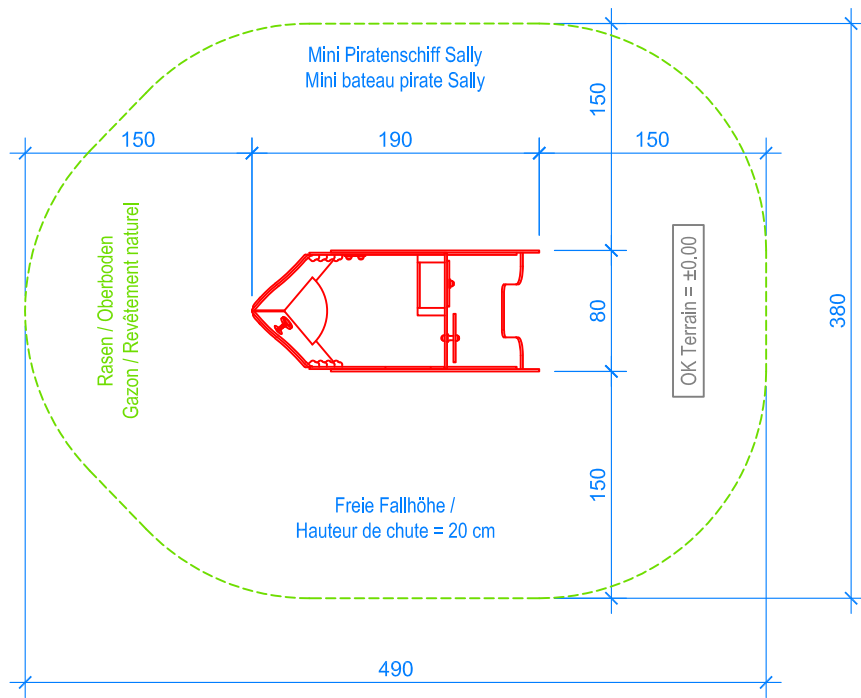 Mini Piratenschiff Sally
Mini bateau pirate Sally
150
150
190
150
Rasen / Oberboden
Gazon / Revêtement naturel
OK Terrain = ±0,00
80
380
150
Freie Fallhöhe /
Hauteur de chute = 20 cm
490